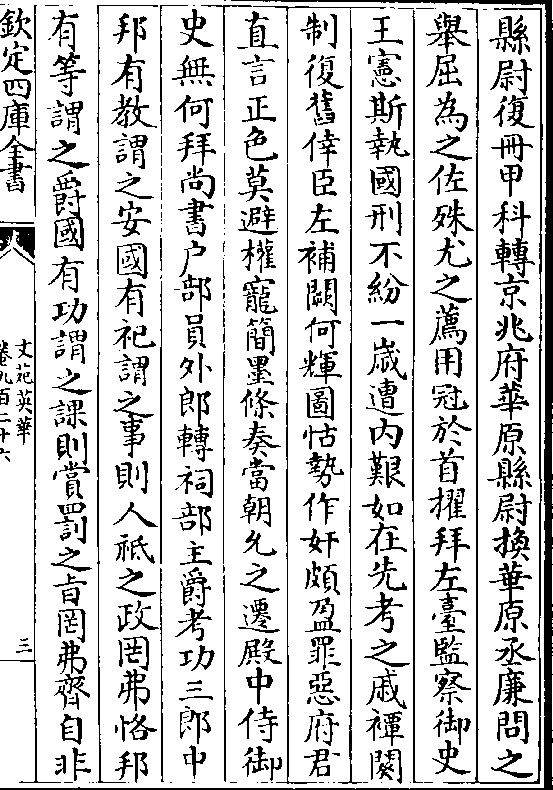 縣尉復冊甲科轉京兆府華原縣尉換華原丞廉問之
舉屈為之佐殊尤之薦用冠於首擢拜左臺監察御史
王憲斯執國刑不紛一嵗遭内艱如在先考之戚禫闋
制復舊倖臣左補闕何輝圖怙勢作奸頗盈罪惡府君
直言正色莫避權寵簡墨條奏當朝允之遷殿中侍御
史無何拜尚書户部員外郎轉祠部主爵考功三郎中
邦有教謂之安國有祀謂之事則人祇之政罔弗恪邦
有等謂之爵國有功謂之課則賞罰之㫖罔弗齊自非
欽定四庫全書
文苑英華
卷九百二十六
三